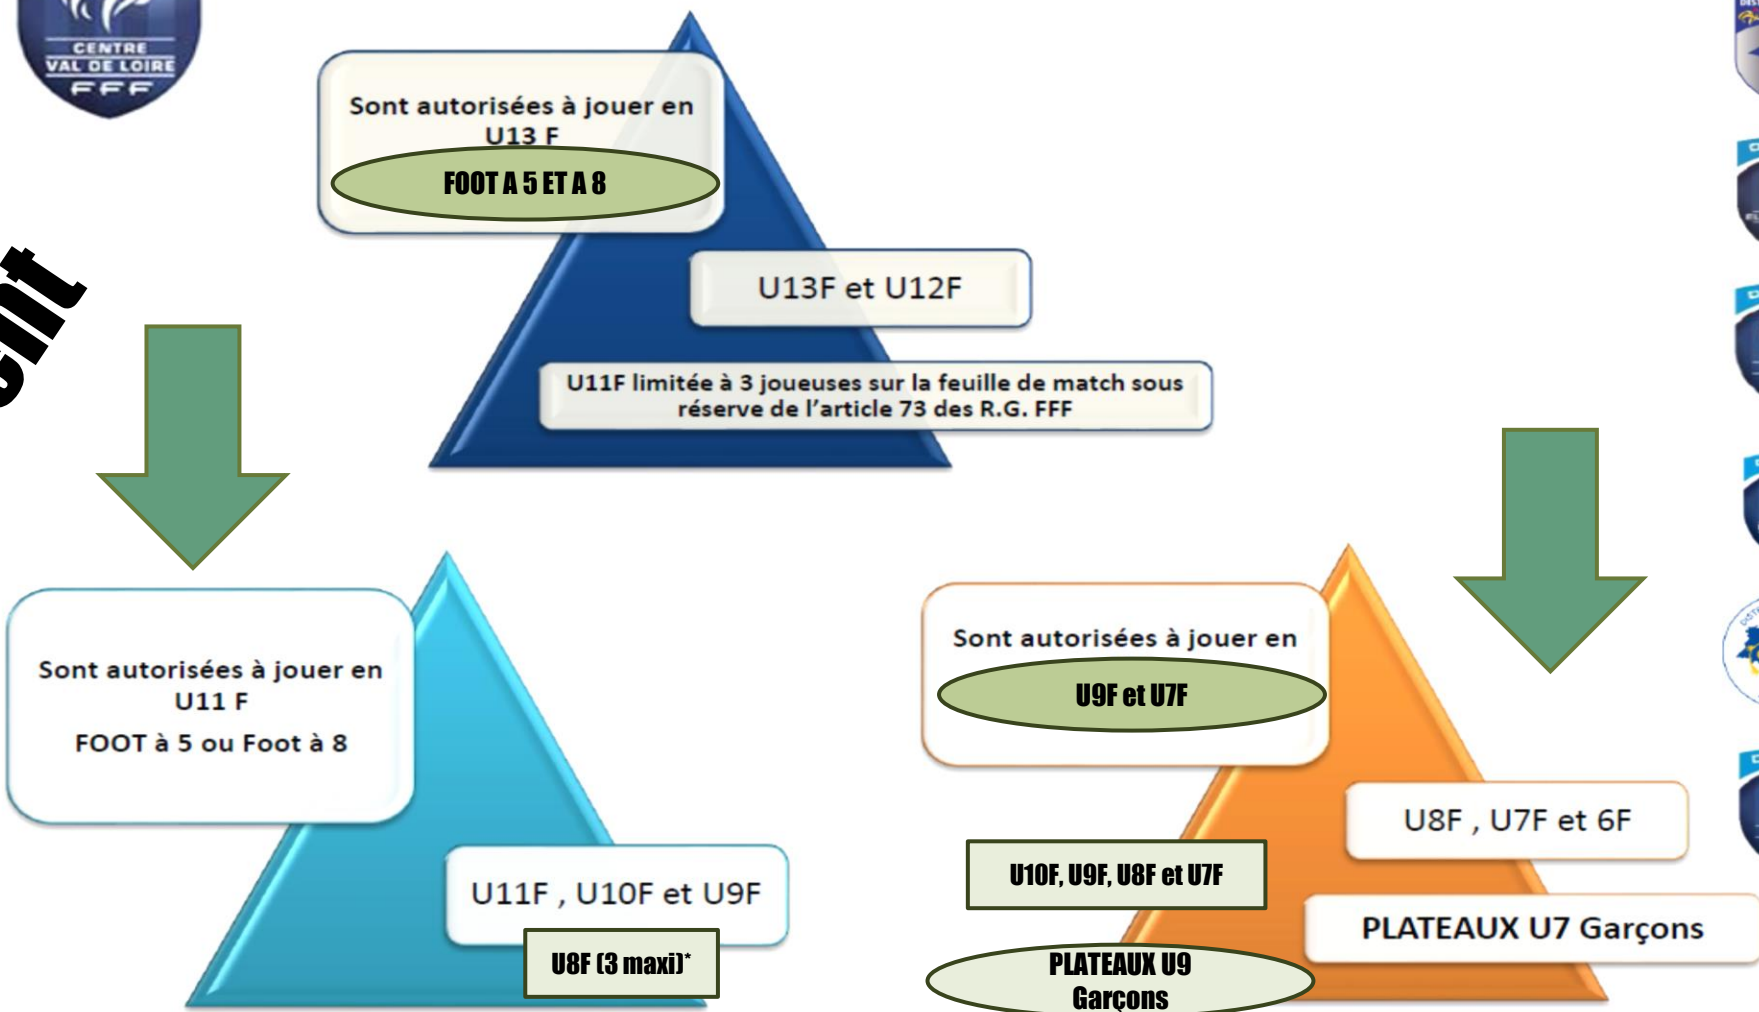 CENTRE
VAL DE LOIRE
FFF
Sont autorisées à jouer en
U13 F
FOOT A 5 ET A 8
U13F et U12F
U11F limitée à 3 joueuses sur la feuille de match sous
réserve de l'article 73 des R.G. FFF
Sont autorisées à jouer en
U11 F
FOOT à 5 ou Foot à 8
U11F , U10F et U9F
U8F (3 maxi)*
Sont autorisées à jouer en
U9F et U7F
U8F , U7F et 6F
U10F, U9F, U8F et U7F
PLATEAUX U7 Garçons
PLATEAUX U9
Garçons